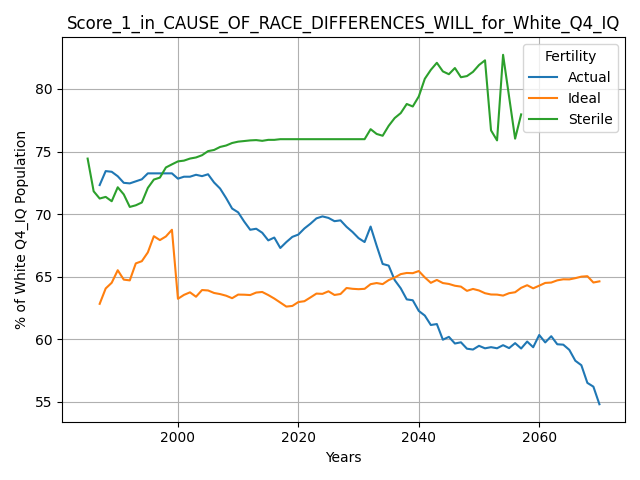 Score_1_in_CAUSE_OF_RACE_DIFFERENCES_WILL_for_White_Q4_IQ
Fertility
Actual
Ideal
Sterile
% of White Q4_IQ Population
80
75
70
65
60
55
2000
2020
2040
2060
Years